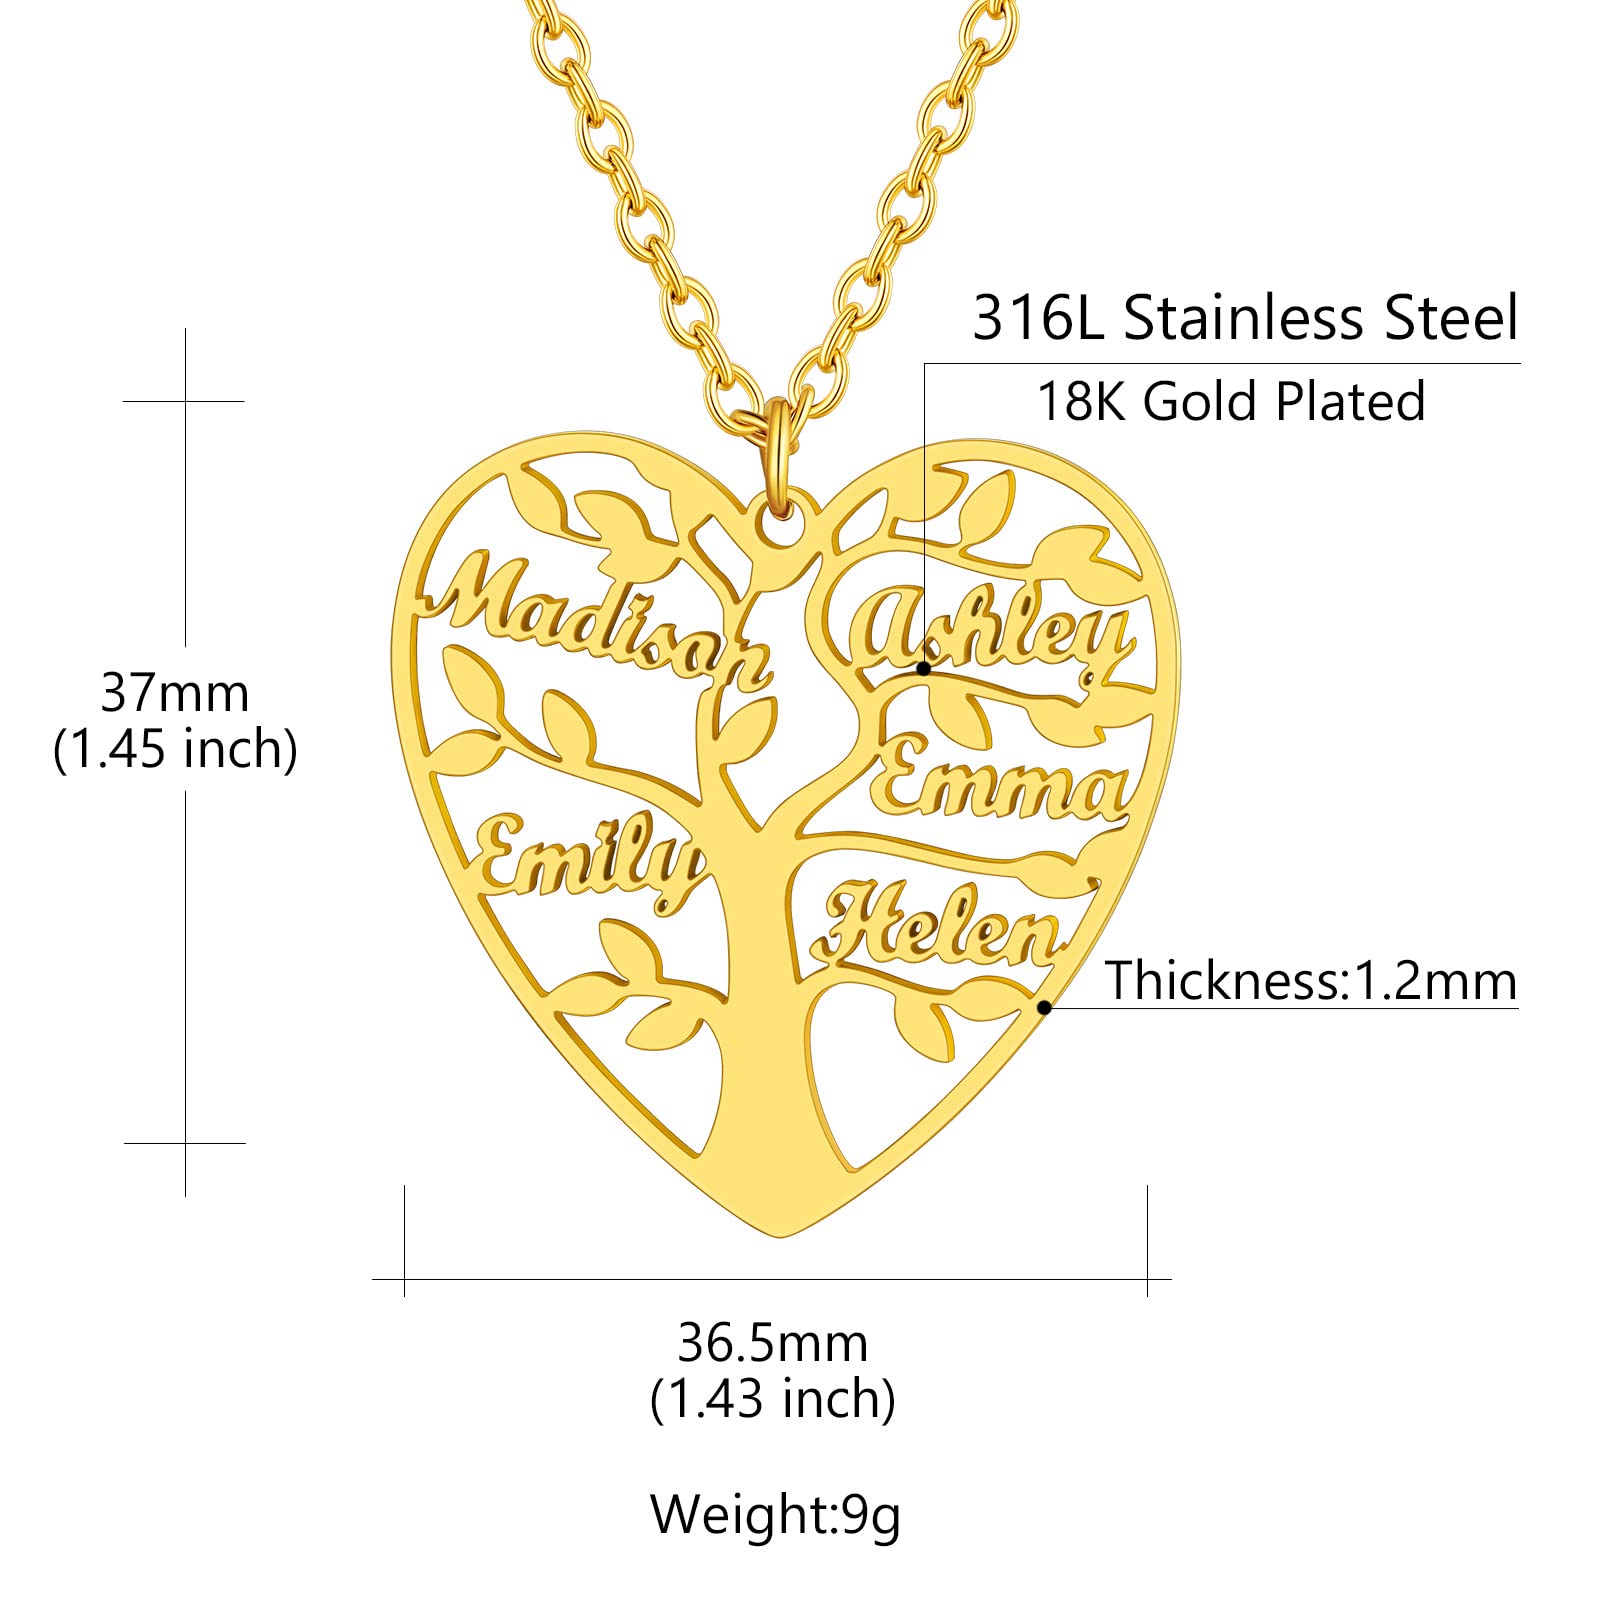 316L Stainless Steel
18K Gold Plated
Madison
Ashley
37mm
(1.45 inch)
Emma
Emily
Helen
Thickness:1.2mm
36.5mm
(1.43 inch)
Weight:9g